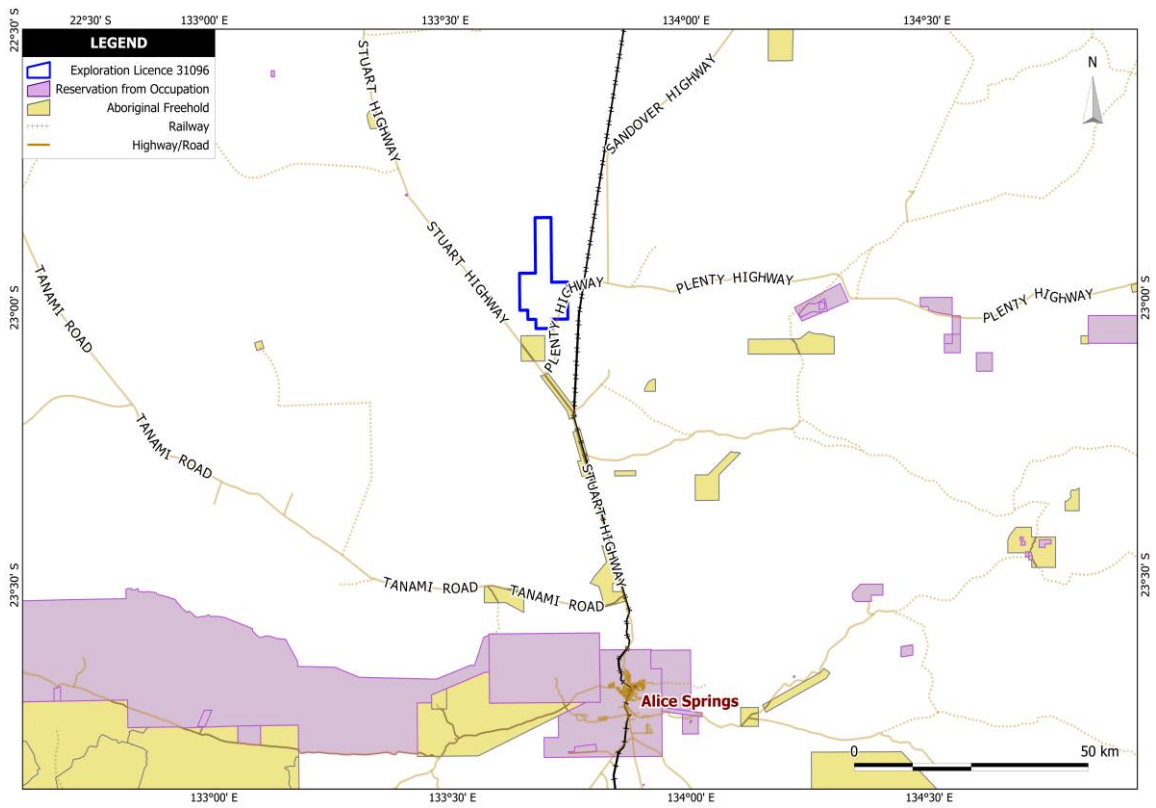 22°30' S
133°00' E
133°30' E
134°00' E
134°30' E
22°30' S
LEGEND
Exploration Licence 31096
Reservation from Occupation
Aboriginal Freehold
Railway
Highway/Road
N
STUART HIGHWAY
SANDOVER HIGHWAY
STUART HIGHWAY
TANAMI ROAD
PLENTY HIGHWAY
PLENTY HIGHWAY
PLENTY HIGHWAY
23°00' S
23°00' S
TANAMI ROAD
STUART HIGHWAY
23°30' S
23°30' S
TANAMI ROAD
TANAMI ROAD
Alice Springs
0
50 km
133°00' E
133°30' E
134°00' E
134°30' E